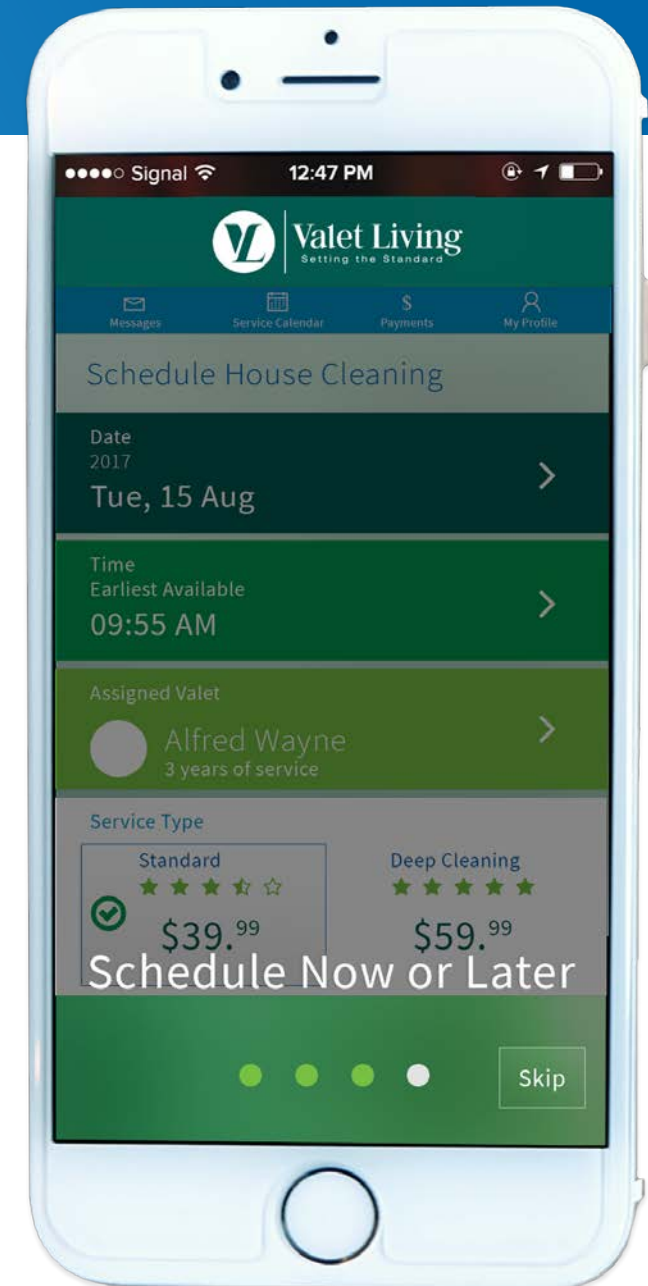 Signal 12:47 PM
VL Valet Living
Setting the Standard
Messages Service Calendar $ Payments My Profile
Schedule House Cleaning
Date
2017
Tue, 15 Aug
Time
Earliest Available
09:55 AM
Assigned Valet
Alfred Wayne
3 years of service
Service Type
Standard Deep Cleaning
$39.99 $59.99
Schedule Now or Later
Skip